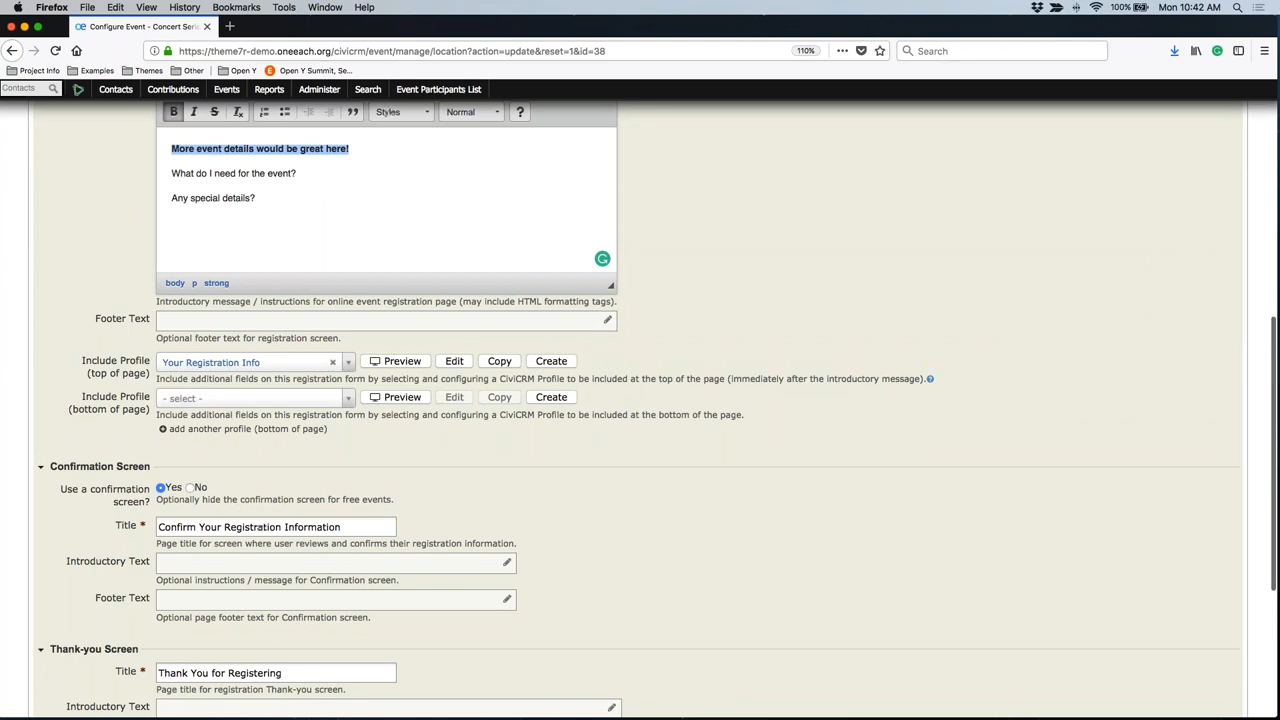 Firefox File Edit View History Bookmarks Tools Window Help 100% Mon 10:42 AM
Configure Event - Concert Serie
https://theme7r-demo.oneeach.org/civicrm/event/manage/location?action=update&reset=1&id=38 110% Search
Project Info Examples Themes Other Open Y Open Y Summit, Se...
Contacts Contacts Contributions Events Reports Administer Search Event Participants List
B I S Styles Normal ?
More event details would be great here!
What do I need for the event?
Any special details?
body p strong
Introductory message / instructions for online event registration page (may include HTML formatting tags).
Footer Text
Optional footer text for registration screen.
Include Profile
(top of page)
Your Registration Info Preview Edit Copy Create
Include additional fields on this registration form by selecting and configuring a CiviCRM Profile to be included at the top of the page (immediately after the introductory message).
Include Profile
(bottom of page)
- select - Preview Edit Copy Create
Include additional fields on this registration form by selecting and configuring a CiviCRM Profile to be included at the bottom of the page.
add another profile (bottom of page)
Confirmation Screen
Use a confirmation
screen?
Yes No
Optionally hide the confirmation screen for free events.
Title * Confirm Your Registration Information
Page title for screen where user reviews and confirms their registration information.
Introductory Text
Optional instructions / message for Confirmation screen.
Footer Text
Optional page footer text for Confirmation screen.
Thank-you Screen
Title * Thank You for Registering
Page title for registration Thank-you screen.
Introductory Text